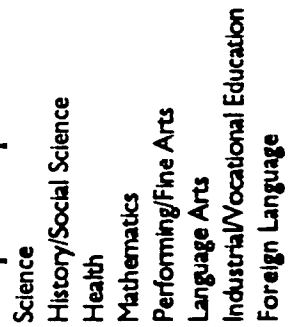 Science
History/Social Science
Health
Mathematics
Performing/Fine Arts
Language Arts
Industrial/Vocational Education
Foreign Language